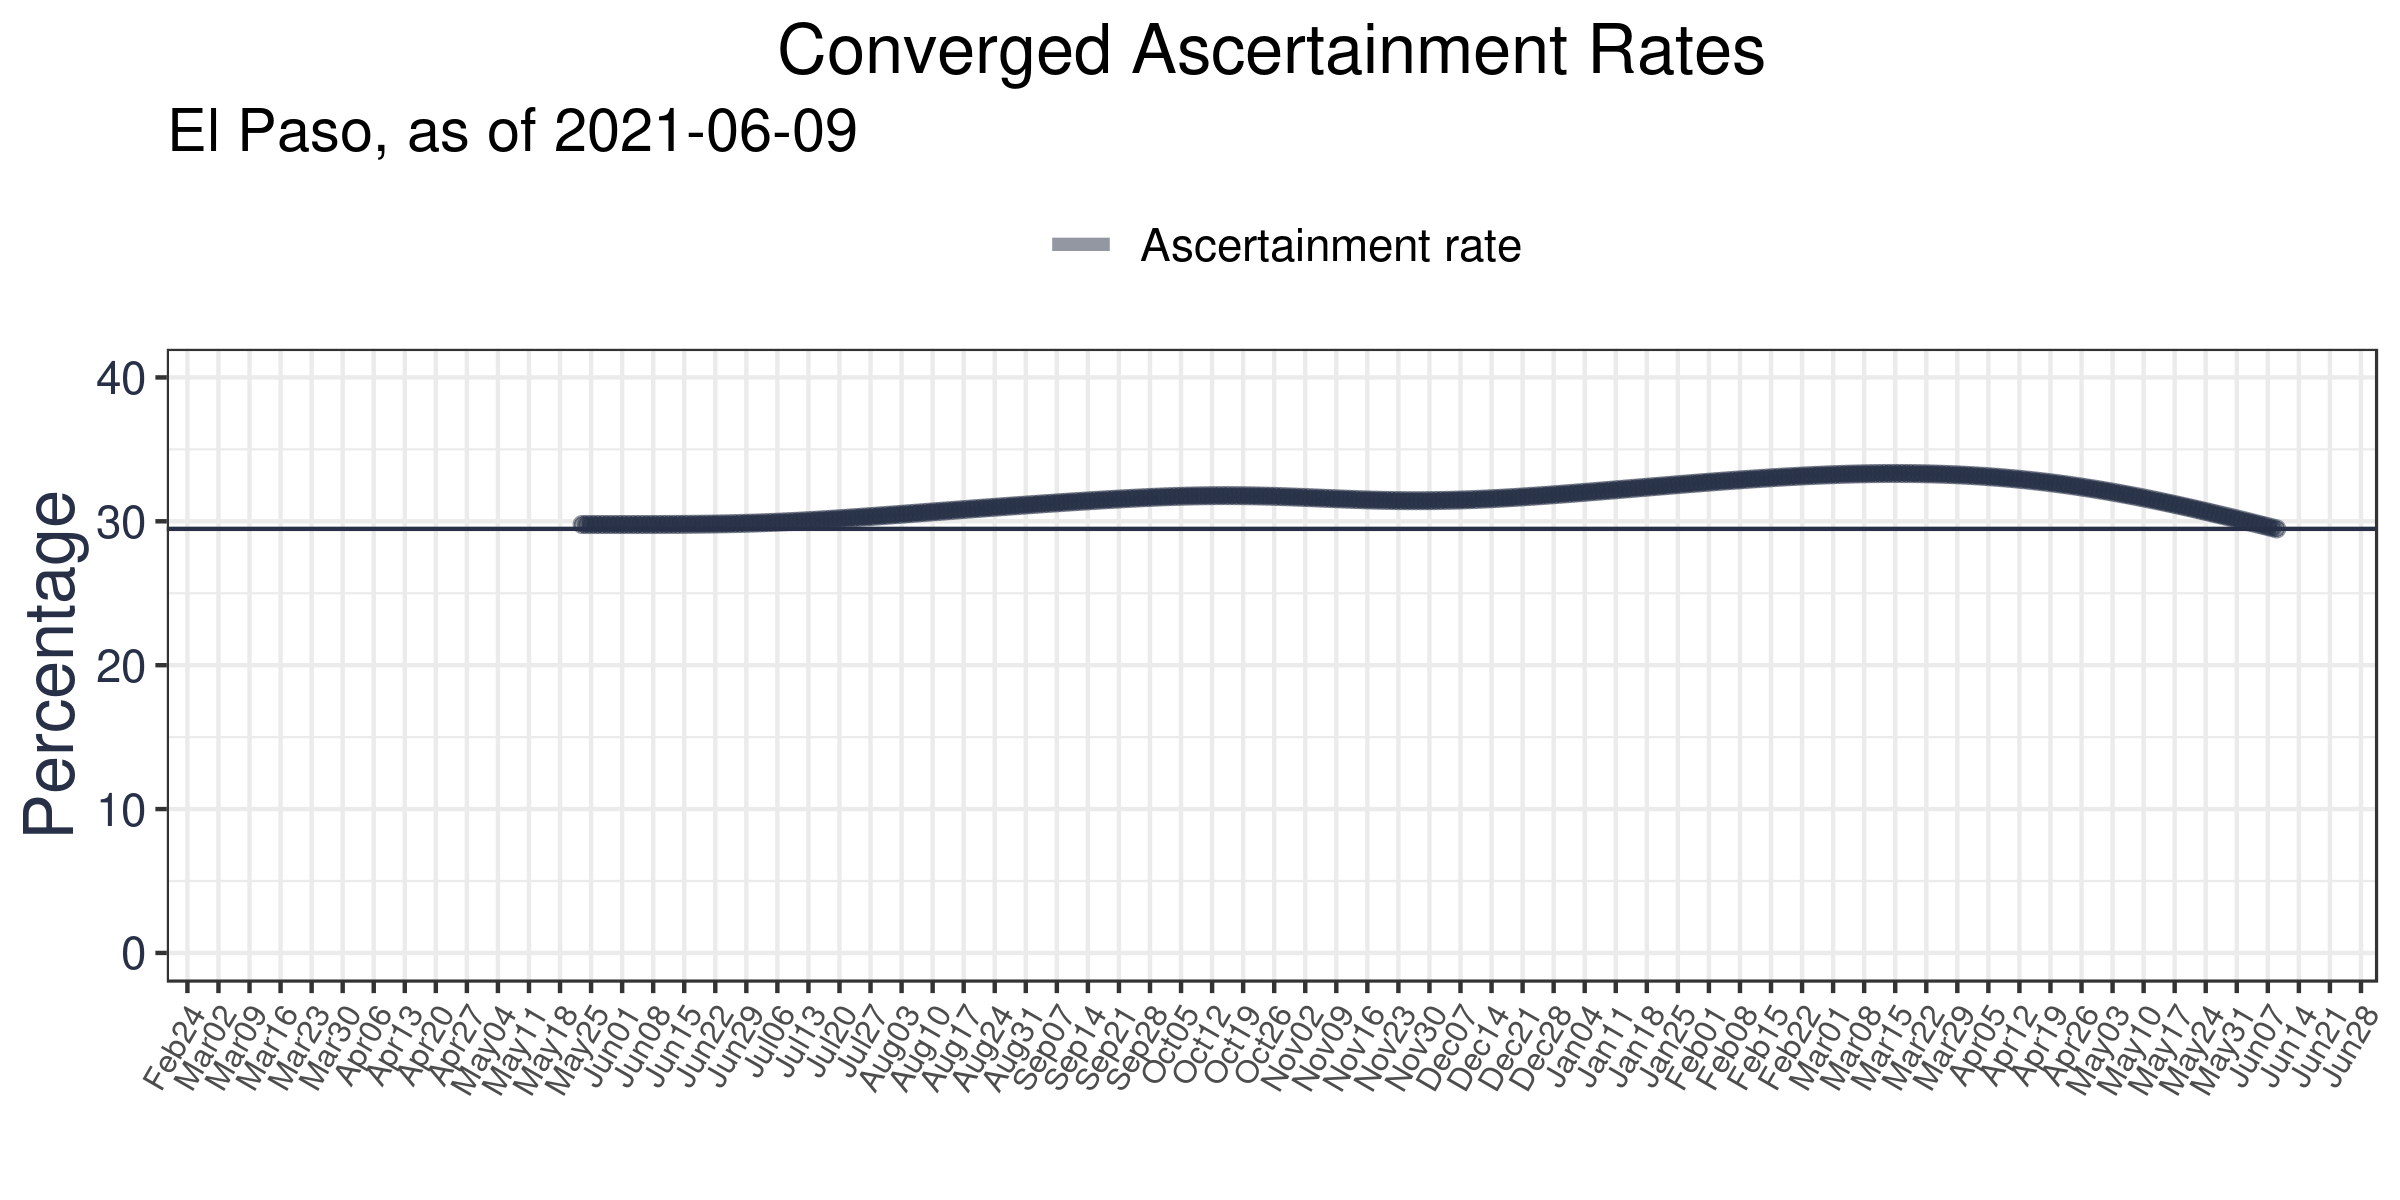 Converged Ascertainment Rates
El Paso, as of 2021-06-09
Ascertainment rate
Percentage
40
30
20
10
0
Feb24
Mar02
Mar09
Mar16
Mar23
Mar30
Apr06
Apr13
Apr20
Apr27
May04
May11
May18
May25
Jun01
Jun08
Jun15
Jun22
Jun29
Jul06
Jul13
Jul20
Jul27
Aug03
Aug10
Aug17
Aug24
Aug31
Sep07
Sep14
Sep21
Sep28
Oct05
Oct12
Oct19
Oct26
Nov02
Nov09
Nov16
Nov23
Nov30
Dec07
Dec14
Dec21
Dec28
Jan04
Jan11
Jan18
Jan25
Feb01
Feb08
Feb15
Feb22
Mar01
Mar08
Mar15
Mar22
Mar29
Apr05
Apr12
Apr19
Apr26
May03
May10
May17
May24
May31
Jun07
Jun14
Jun21
Jun28